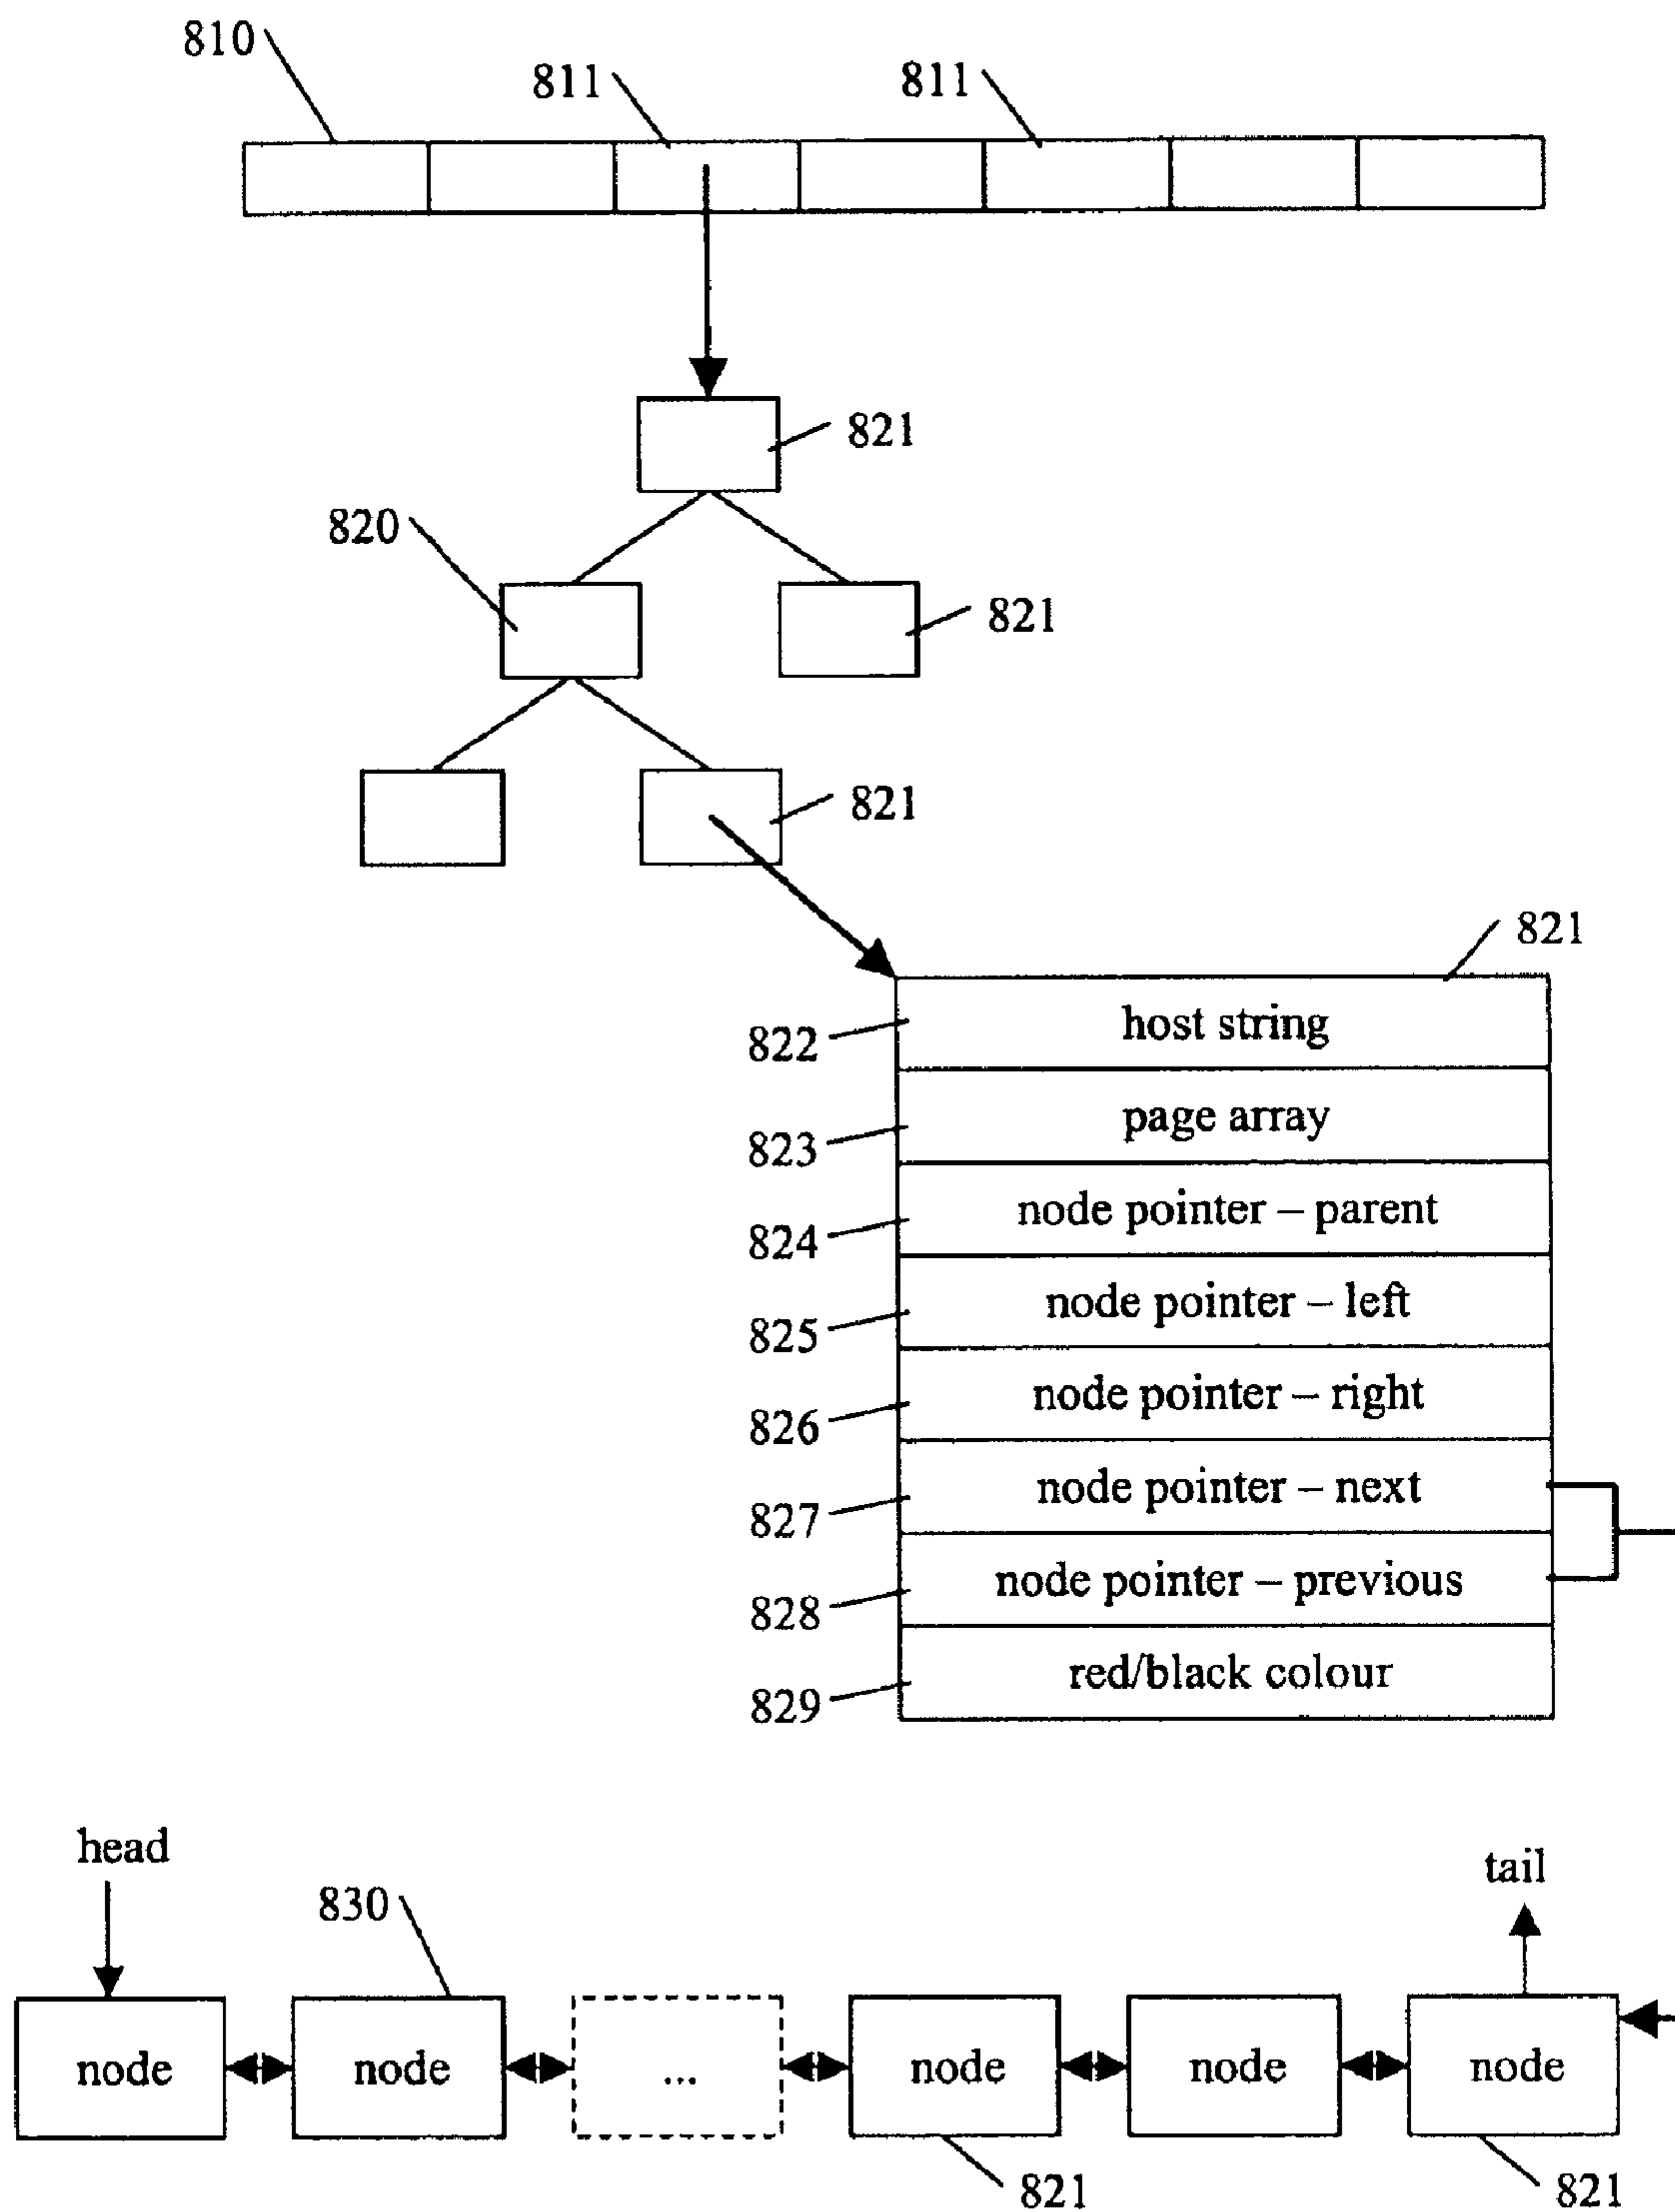 810
811
811
821
820
821
821
821
822
host string
823
page array
824
node pointer – parent
825
node pointer – left
826
node pointer – right
827
node pointer – next
828
node pointer – previous
829
red/black colour
head
tail
830
node
node
...
node
node
node
821
821